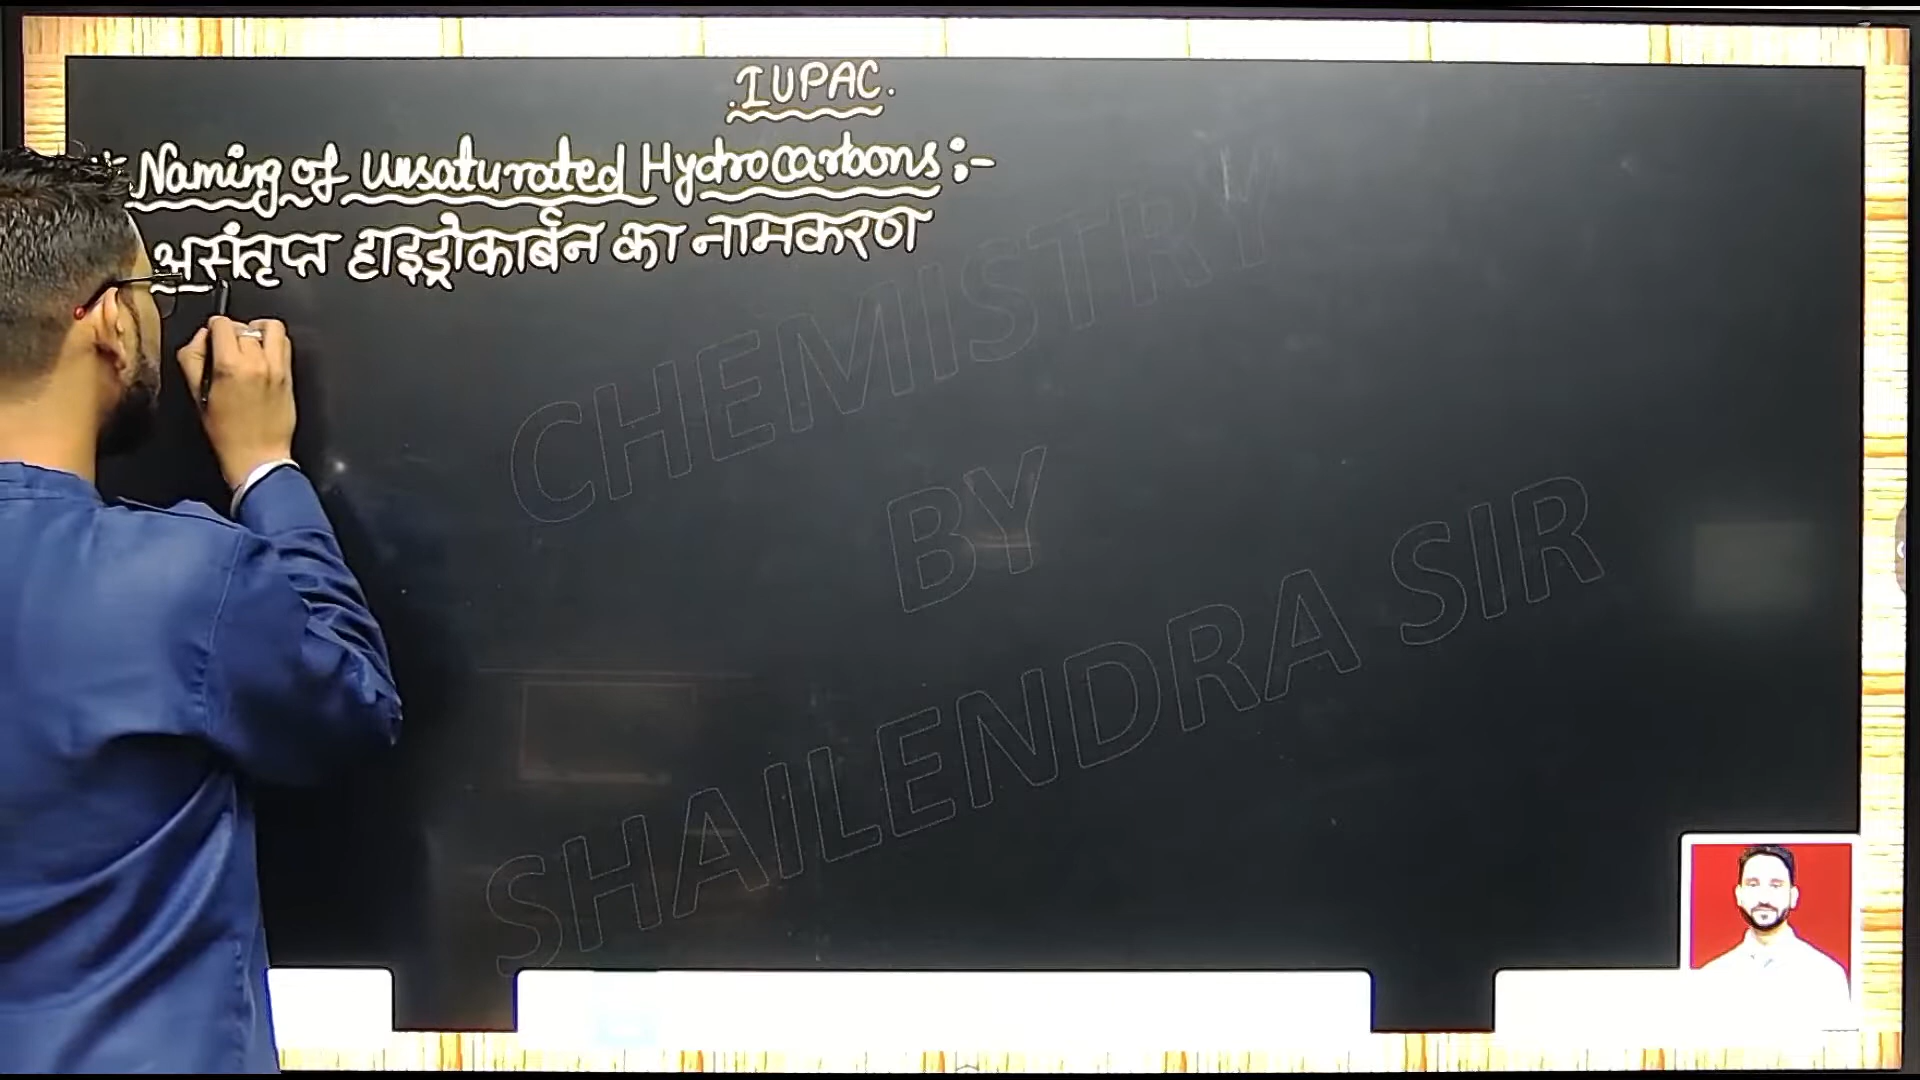 .IUPAC.
* Naming of Unsaturated Hydrocarbons :-
असंतृप्त हाइड्रोकार्बन का नामकरण
CHEMISTRY
BY
SHAILENDRA SIR